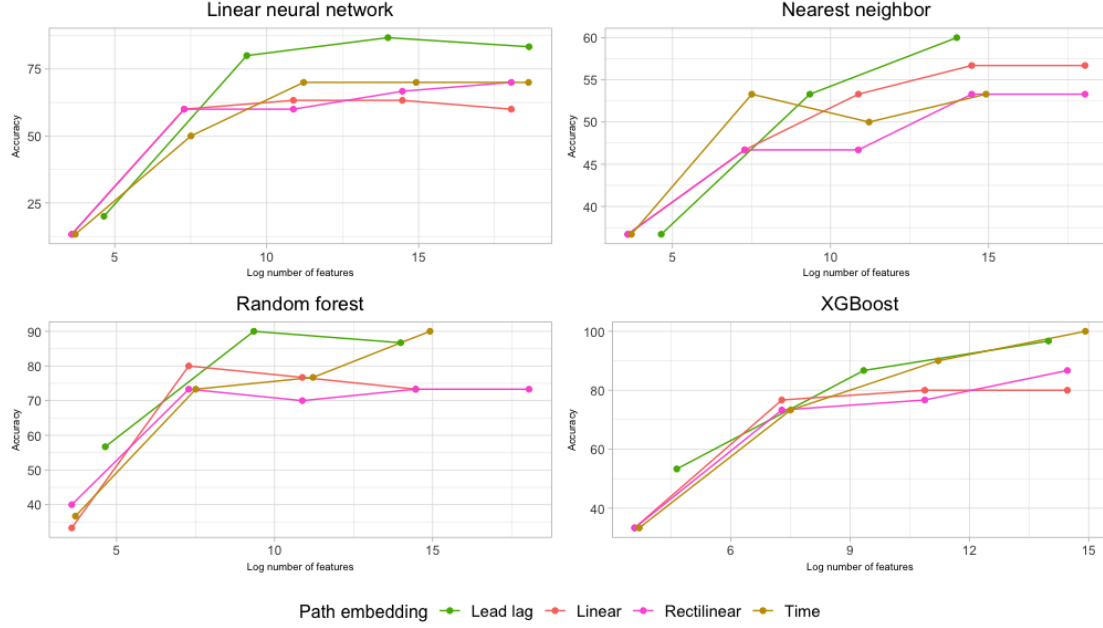 Linear neural network
Accuracy
75
50
25
5
10
15
Log number of features
Nearest neighbor
Accuracy
60
55
50
45
40
5
10
15
Log number of features
Random forest
Accuracy
90
80
70
60
50
40
5
10
15
Log number of features
XGBoost
Accuracy
100
80
60
40
6
9
12
15
Log number of features
Path embedding Lead lag Linear Rectilinear Time